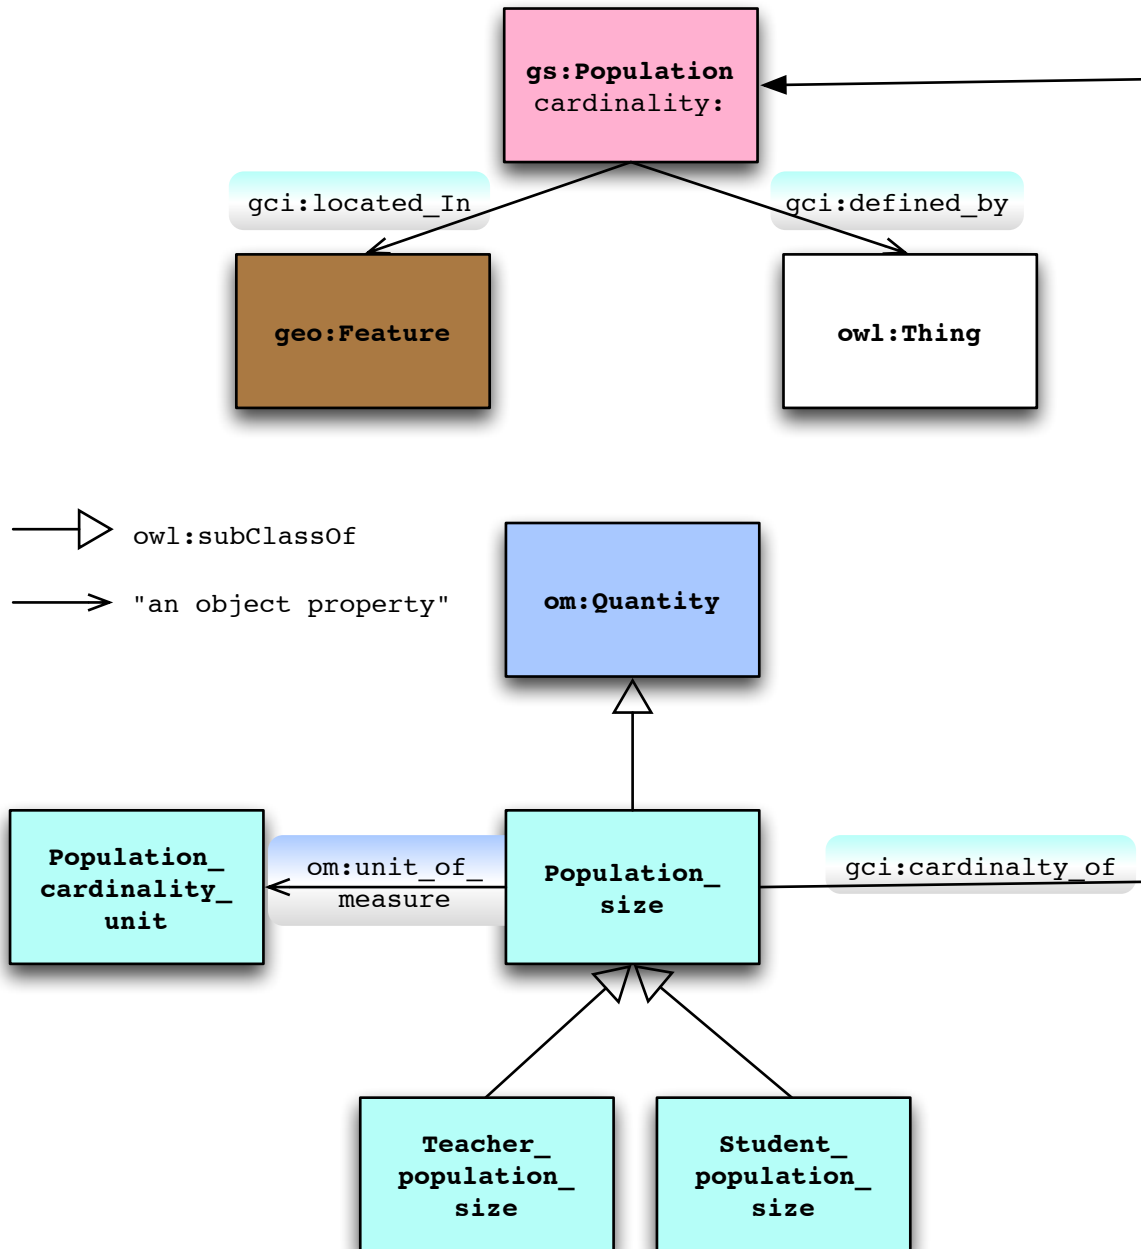 gs:Population
cardinality:
gci:located_In
gci:defined_by
geo:Feature
owl:Thing
owl:subClassOf
"an object property"
om:Quantity
Population_
cardinality_
unit
om:unit_of_
measure
Population_
size
gci:cardinalty_of
Teacher_
population_
size
Student_
population_
size